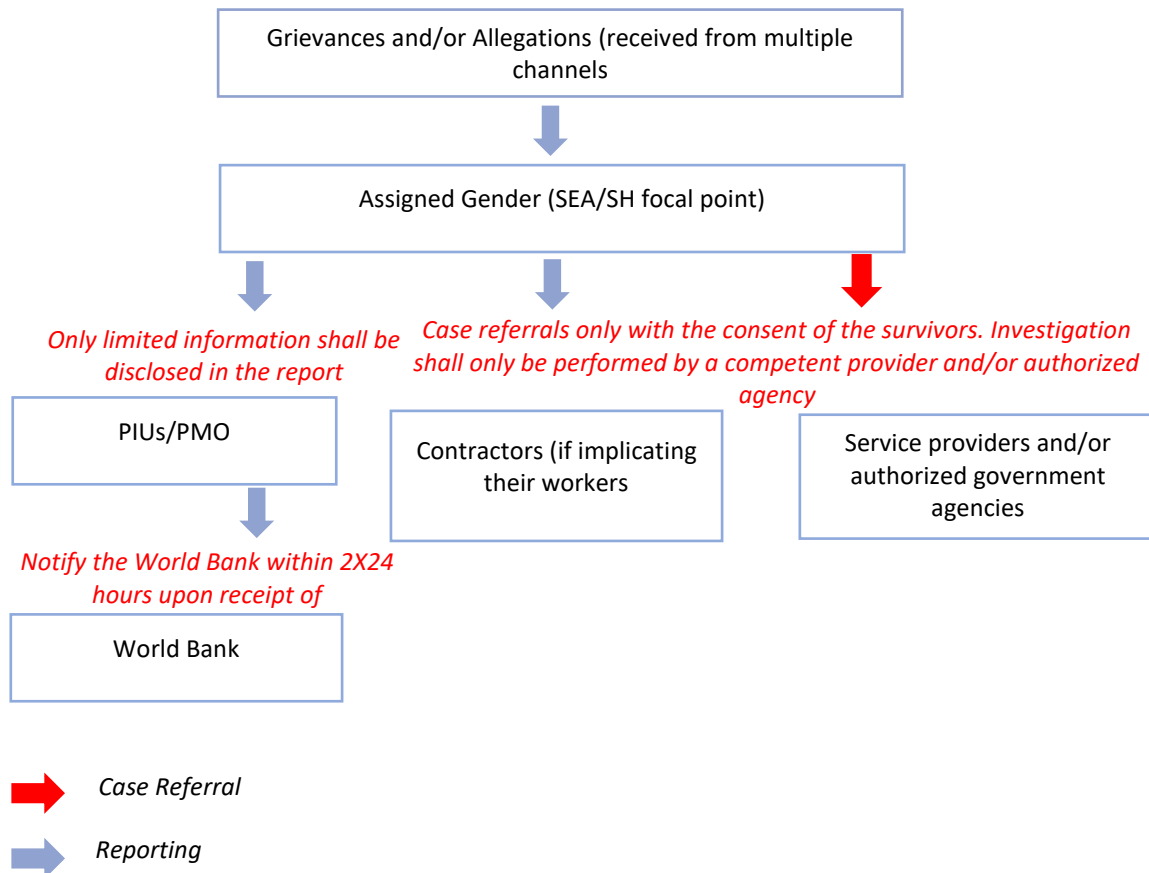 Grievances and/or Allegations (received from multiple
channels
Assigned Gender (SEA/SH focal point)
Only limited information shall be
disclosed in the report
Case referrals only with the consent of the survivors. Investigation
shall only be performed by a competent provider and/or authorized
agency
PIUs/PMO
Contractors (if implicating
their workers
Service providers and/or
authorized government
agencies
Notify the World Bank within 2X24
hours upon receipt of
World Bank
Case Referral
Reporting